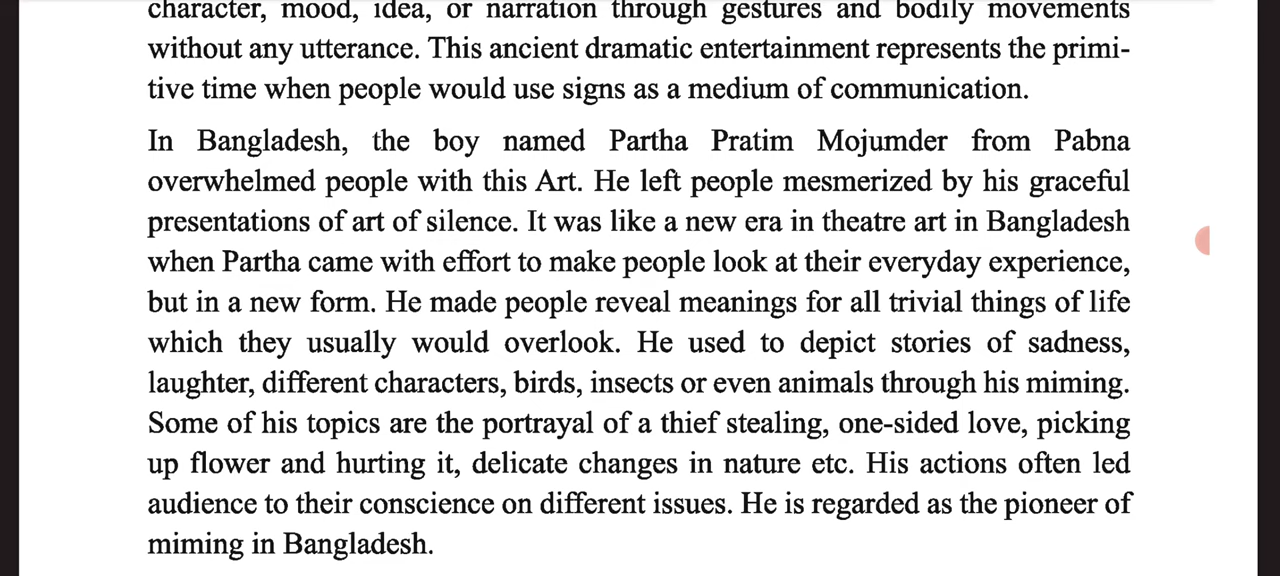 character, mood, idea, or narration through gestures and bodily movements
without any utterance. This ancient dramatic entertainment represents the primi-
tive time when people would use signs as a medium of communication.
In Bangladesh, the boy named Partha Pratim Mojumder from Pabna
overwhelmed people with this Art. He left people mesmerized by his graceful
presentations of art of silence. It was like a new era in theatre art in Bangladesh
when Partha came with effort to make people look at their everyday experience,
but in a new form. He made people reveal meanings for all trivial things of life
which they usually would overlook. He used to depict stories of sadness,
laughter, different characters, birds, insects or even animals through his miming.
Some of his topics are the portrayal of a thief stealing, one-sided love, picking
up flower and hurting it, delicate changes in nature etc. His actions often led
audience to their conscience on different issues. He is regarded as the pioneer of
miming in Bangladesh.